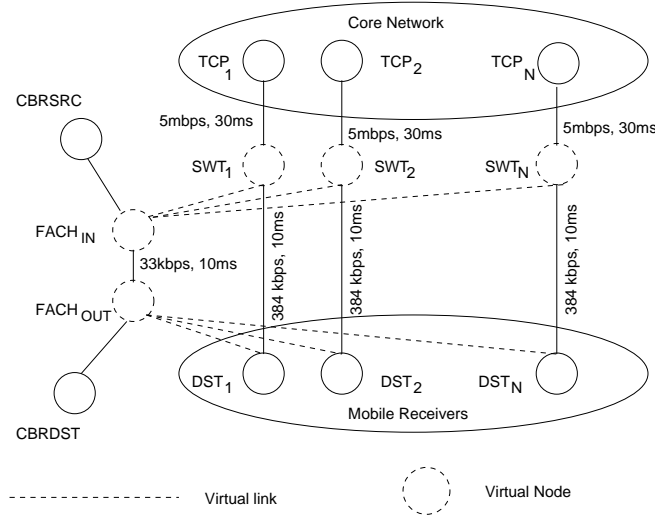 Core Network
TCP1 TCP2 TCPN
CBRSRC
5mbps, 30ms 5mbps, 30ms 5mbps, 30ms
SWT1 SWT2 SWTN
FACHIN
33kbps, 10ms
384 kbps, 10ms 384 kbps, 10ms 384 kbps, 10ms
FACHOUT
DST1 DST2 DSTN
Mobile Receivers
CBRDST
Virtual link Virtual Node